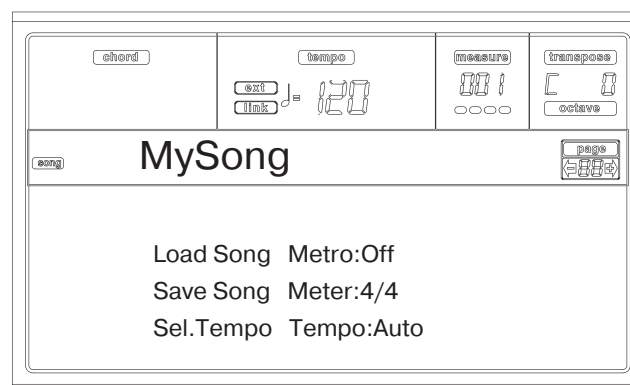 chord
tempo
measure
transpose
ext
link
♩= 120
001
C 0
octave
song
MySong
page
88
Load Song Metro:Off
Save Song Meter:4/4
Sel.Tempo Tempo:Auto